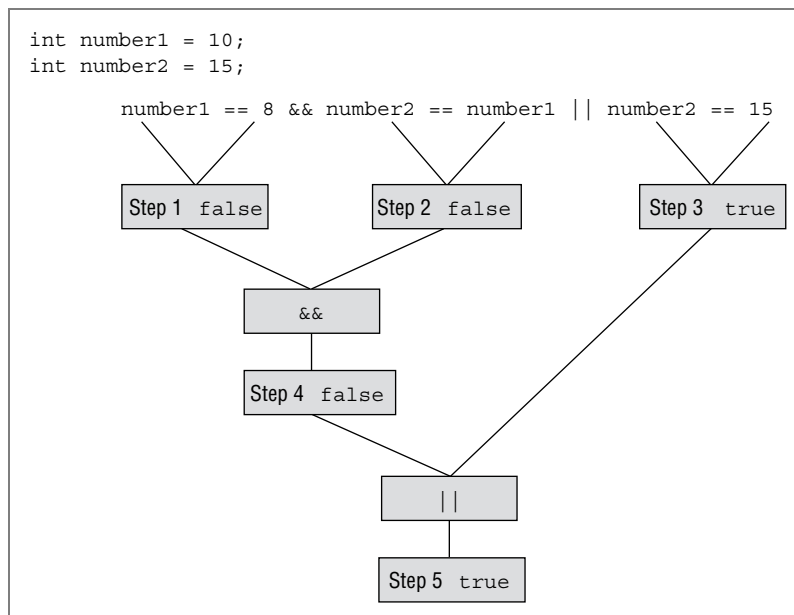 int number1 = 10;
int number2 = 15;
number1 == 8 && number2 == number1 || number2 == 15
Step 1 false
Step 2 false
Step 3 true
&&
Step 4 false
||
Step 5 true